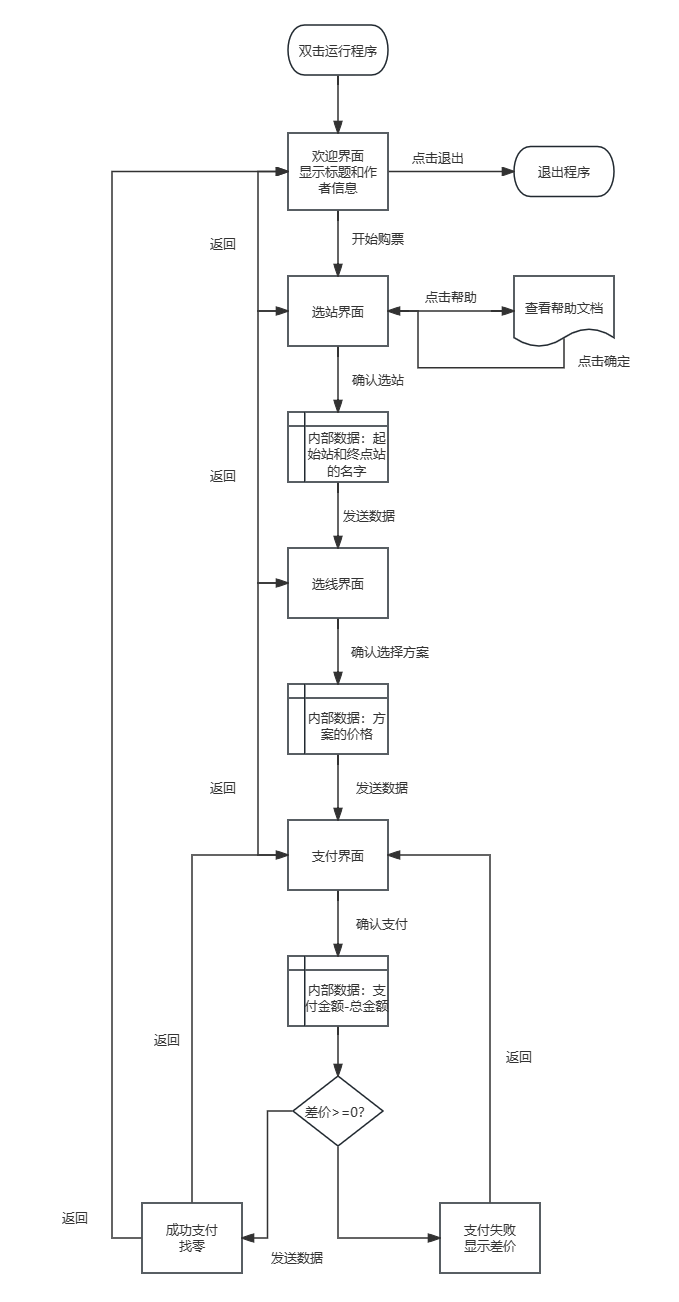 双击运行程序
欢迎界面
显示标题和作
者信息
点击退出
退出程序
返回
开始购票
选站界面
点击帮助
查看帮助文档
点击确定
确认选站
内部数据：起
始站和终点站
的名字
返回
发送数据
选线界面
确认选择方案
内部数据：方
案的价格
返回
发送数据
支付界面
确认支付
内部数据：支
付金额-总金额
返回
返回
差价>=0?
返回
成功支付
找零
发送数据
支付失败
显示差价